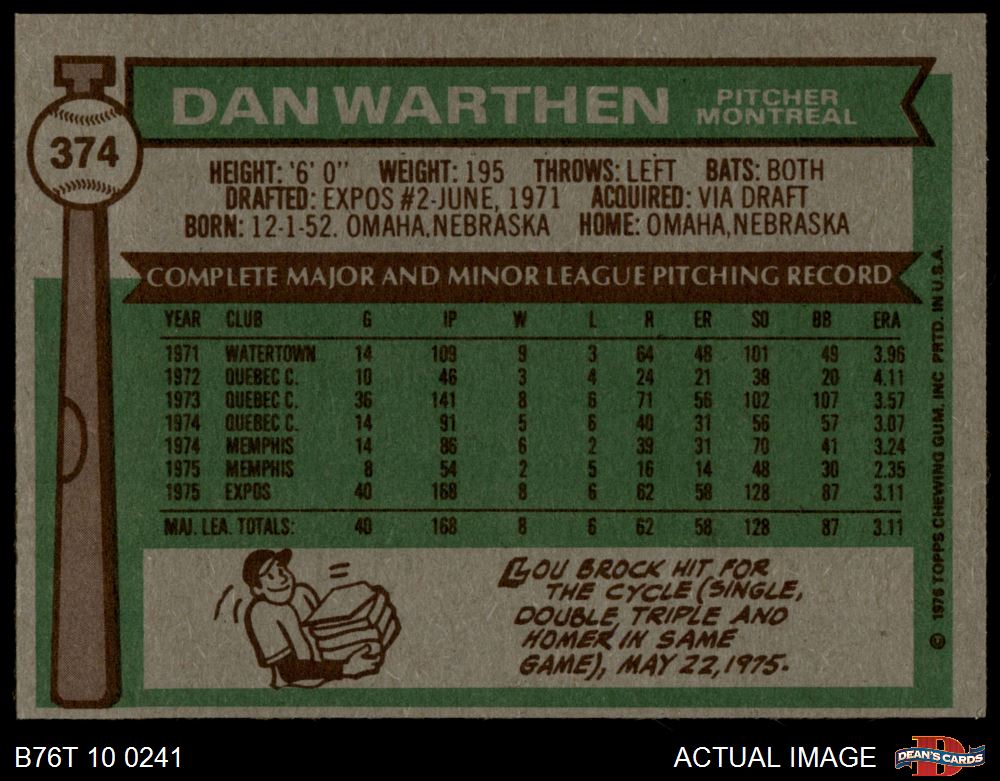 374
DAN WARTHEN
PITCHER
MONTREAL
HEIGHT: '6' 0" WEIGHT: 195 THROWS: LEFT BATS: BOTH
DRAFTED: EXPOS #2-JUNE, 1971 ACQUIRED: VIA DRAFT
BORN: 12-1-52. OMAHA, NEBRASKA HOME: OMAHA, NEBRASKA
COMPLETE MAJOR AND MINOR LEAGUE PITCHING RECORD
YEAR CLUB G IP W L R ER SO BB ERA
1971 WATERTOWN 14 109 9 3 64 48 101 49 3.96
1972 QUEBEC C. 10 46 3 4 24 21 38 20 4.11
1973 QUEBEC C. 36 141 8 6 71 56 102 107 3.57
1974 QUEBEC C. 14 91 5 6 40 31 56 57 3.07
1974 MEMPHIS 14 86 6 2 39 31 70 41 3.24
1975 MEMPHIS 8 54 2 5 16 14 48 30 2.35
1975 EXPOS 40 168 8 6 62 58 128 87 3.11
MAJ. LEA. TOTALS: 40 168 8 6 62 58 128 87 3.11
LOU BROCK HIT FOR
THE CYCLE (SINGLE,
DOUBLE, TRIPLE AND
HOMER IN SAME
GAME), MAY 22, 1975.
© 1976 TOPPS CHEWING GUM. INC PRTD. IN U.S.A.
B76T 10 0241
ACTUAL IMAGE
D
DEAN'S CARDS